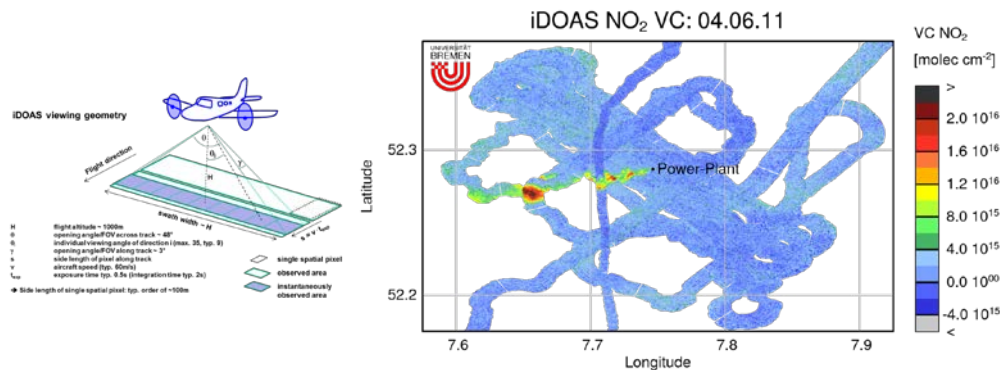 iDOAS viewing geometry
Flight direction
θ
θi
γ
H
swath width ~ H
s = v · texp
H flight altitude ~ 1000m
θ opening angle/FOV across track ~ 48°
θi individual viewing angle of direction i (max. 35, typ. 9)
γ opening angle/FOV along track ~ 3°
s side length of pixel along track
v aircraft speed (typ. 60m/s)
texp exposure time typ. 0.5s (integration time typ. 2s)
➔ Side length of single spatial pixel: typ. order of ~100m
single spatial pixel
observed area
instantaneously
observed area
iDOAS NO2 VC: 04.06.11
UNIVERSITÄT
BREMEN
Power-Plant
Latitude
52.3
52.2
7.6 7.7 7.8 7.9
Longitude
VC NO2
[molec cm-2]
>
2.0 10^16
1.6 10^16
1.2 10^16
8.0 10^15
4.0 10^15
0.0 10^00
-4.0 10^15
<